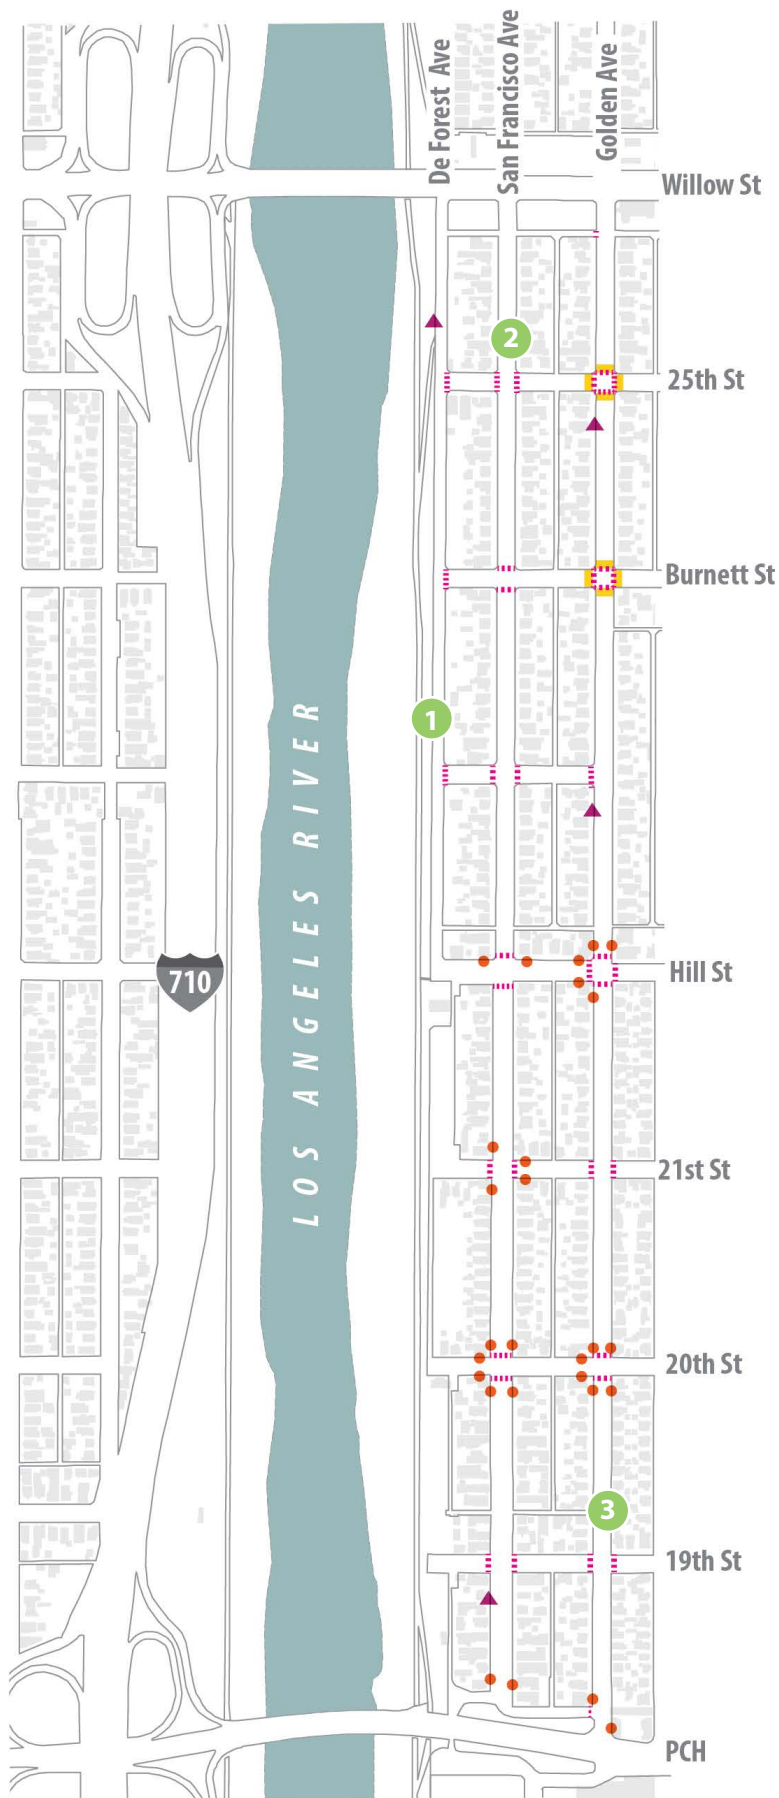 De Forest Ave
San Francisco Ave
Golden Ave
Willow St
2
25th St
Burnett St
1
LOS ANGELES RIVER
710
Hill St
21st St
20th St
3
19th St
PCH